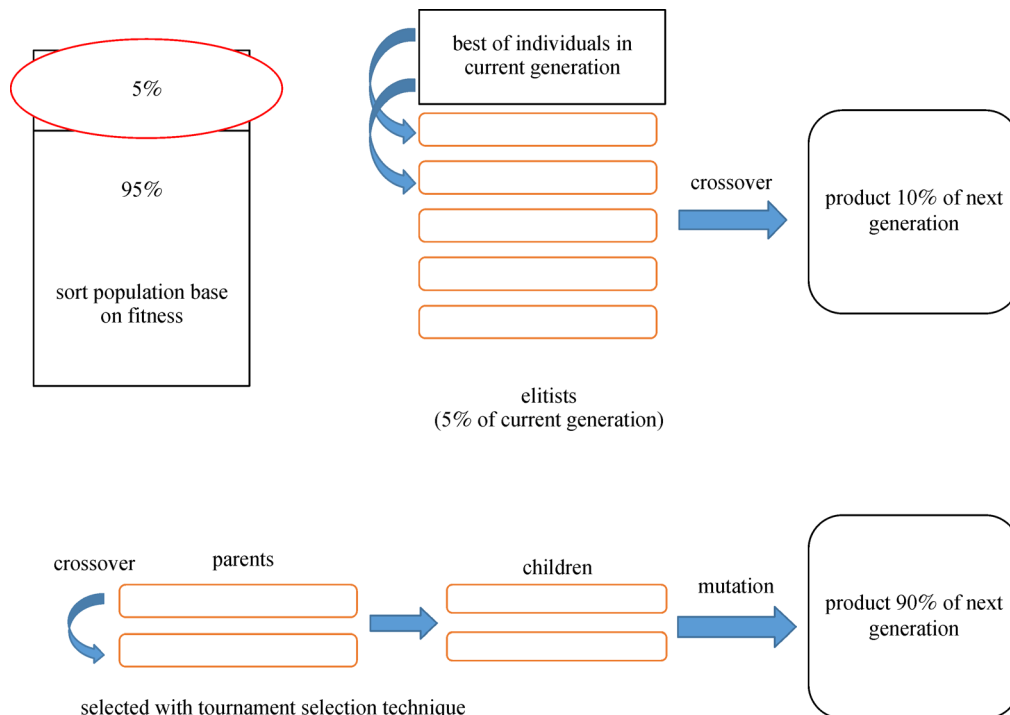 5%
95%
sort population base
on fitness
best of individuals in
current generation
elitists
(5% of current generation)
crossover
product 10% of next
generation
crossover
parents
children
mutation
product 90% of next
generation
selected with tournament selection technique